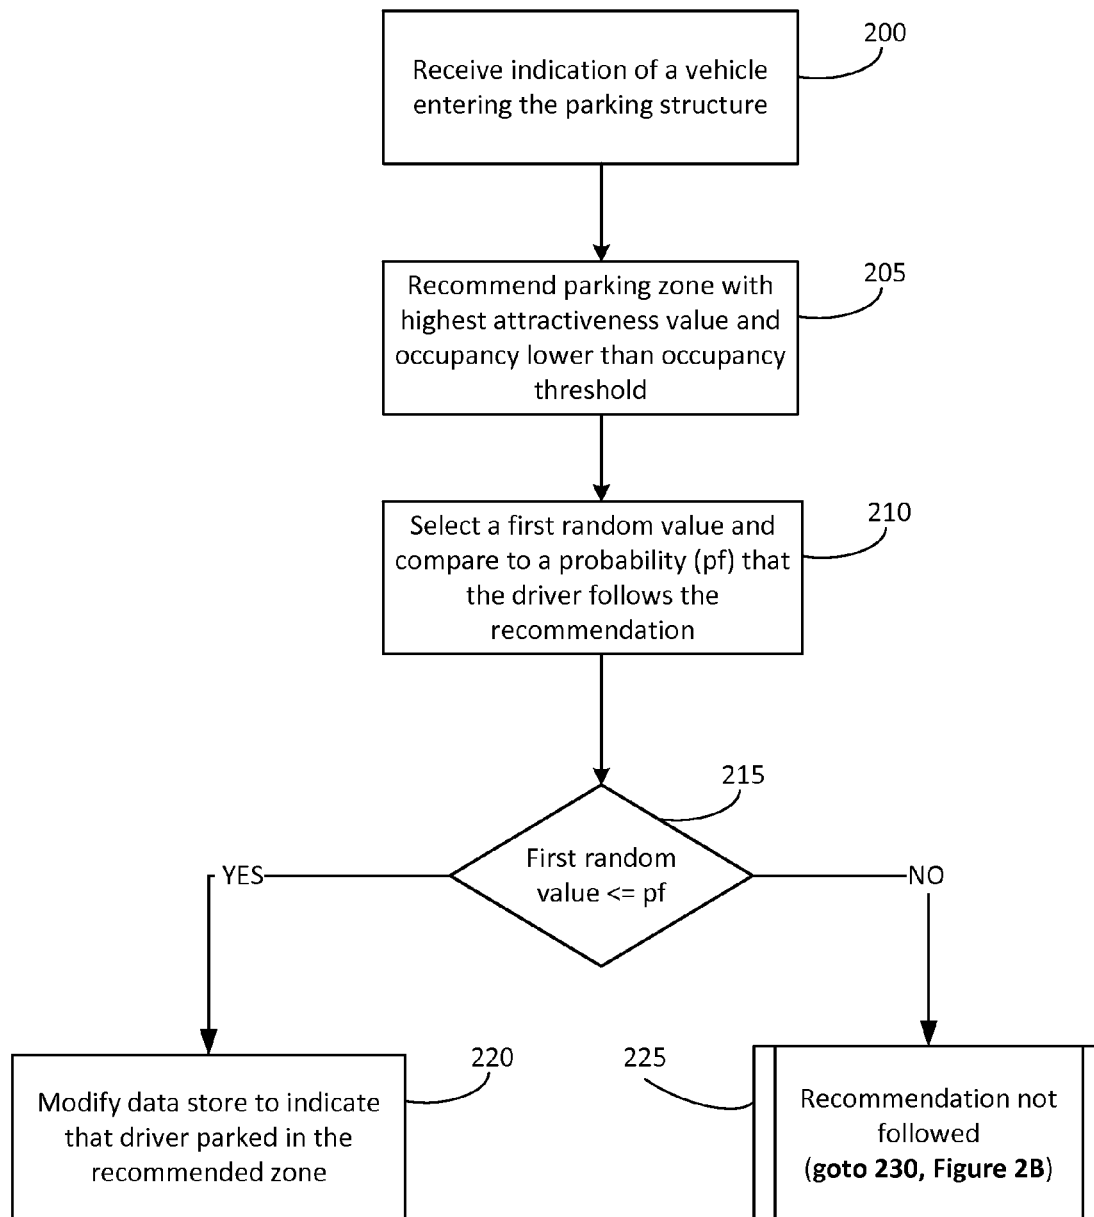 200
Receive indication of a vehicle
entering the parking structure
205
Recommend parking zone with
highest attractiveness value and
occupancy lower than occupancy
threshold
210
Select a first random value and
compare to a probability (pf) that
the driver follows the
recommendation
215
First random
value <= pf
YES
NO
220
Modify data store to indicate
that driver parked in the
recommended zone
225
Recommendation not
followed
(goto 230, Figure 2B)